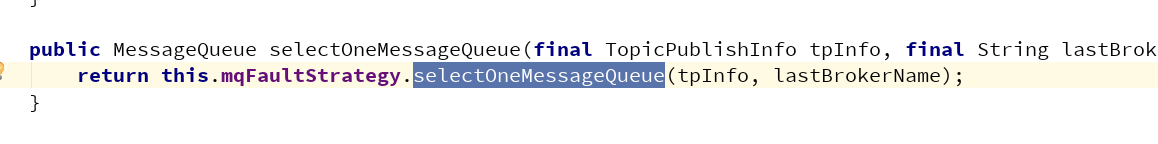 }
public MessageQueue selectOneMessageQueue(final TopicPublishInfo tpInfo, final String lastBrok
return this.mqFaultStrategy.selectOneMessageQueue(tpInfo, lastBrokerName);
}